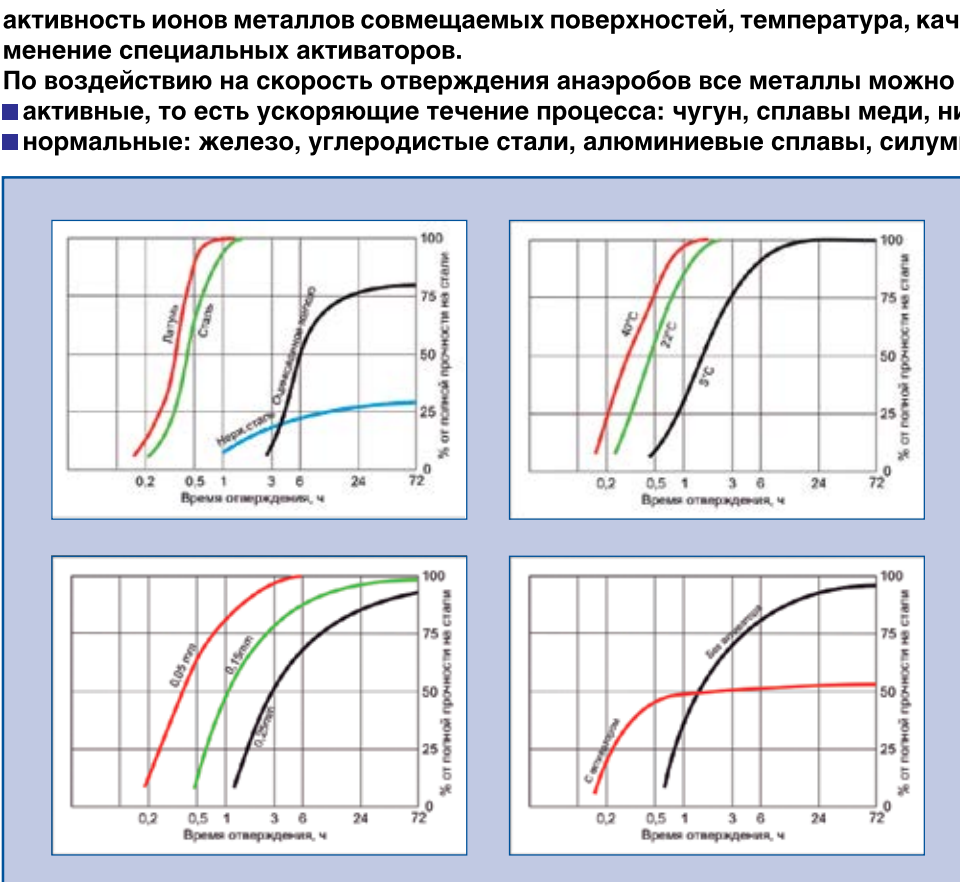 активность ионов металлов совмещаемых поверхностей, температура, кач
менение специальных активаторов.
По воздействию на скорость отверждения анаэробов все металлы можно
активные, то есть ускоряющие течение процесса: чугун, сплавы меди, ни
нормальные: железо, углеродистые стали, алюминиевые сплавы, силуми
100
75
50
25
0
% от полной прочности на стали
Латунь
Сталь
Оцинкованное железо
Нерж.сталь
0,2 0,5 1 3 6 24 72
Время отверждения, ч
100
75
50
25
0
% от полной прочности на стали
40°C
22°C
5°C
0,2 0,5 1 3 6 24 72
Время отверждения, ч
100
75
50
25
0
% от полной прочности на стали
0,05 mm
0,15mm
0,25mm
0,2 0,5 1 3 6 24 72
Время отверждения, ч
100
75
50
25
0
% от полной прочности на стали
Без активатора
С активатором
0,2 0,5 1 3 6 24 72
Время отверждения, ч